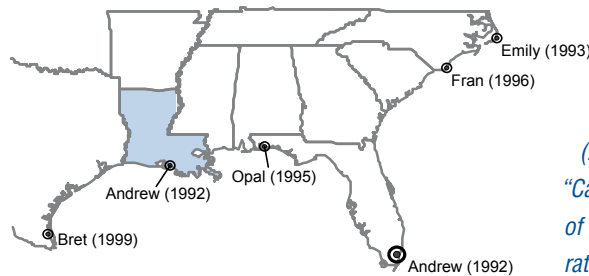 Emily (1993)
Fran (1996)
Opal (1995)
Andrew (1992)
Bret (1999)
Andrew (1992)
“Ca
of
rat